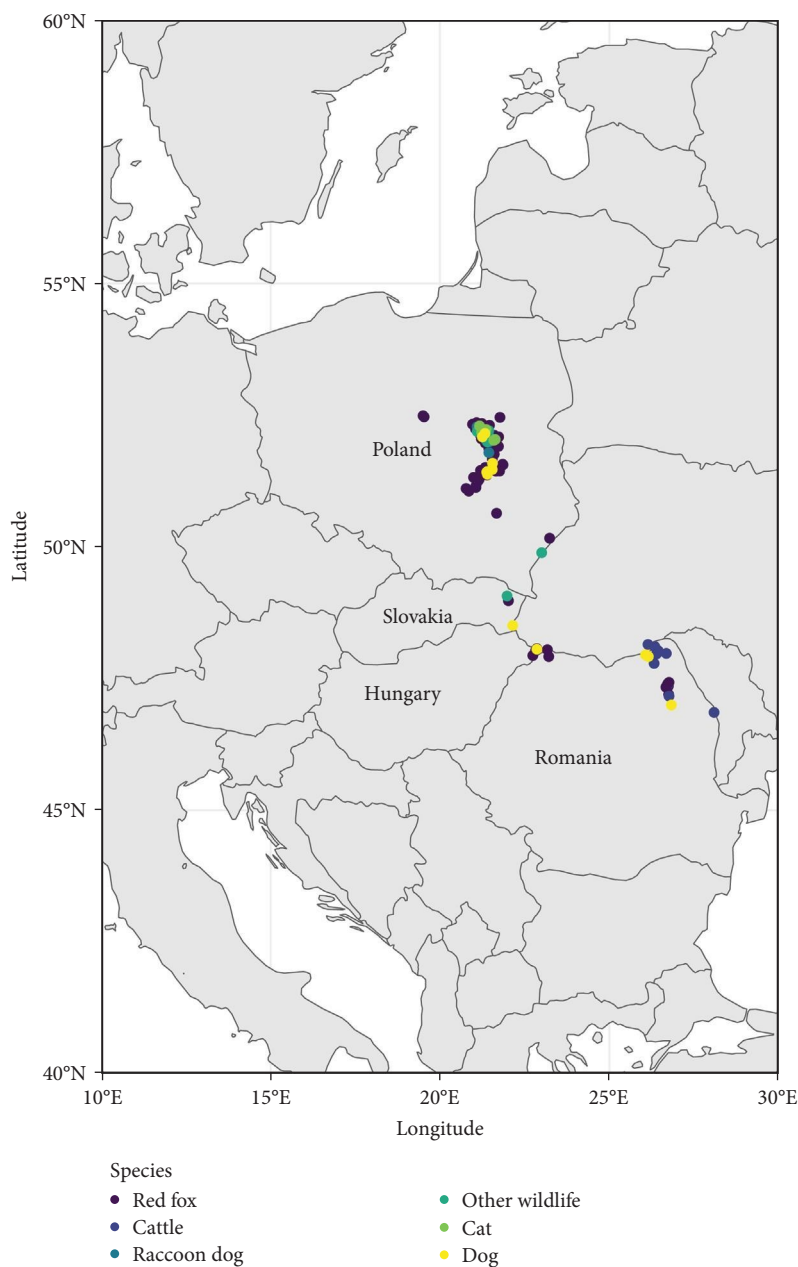 60°N
55°N
Poland
50°N
Slovakia
Hungary
Romania
45°N
40°N
10°E 15°E 20°E 25°E 30°E
Latitude
Longitude
Species
Red fox
Cattle
Raccoon dog
Other wildlife
Cat
Dog